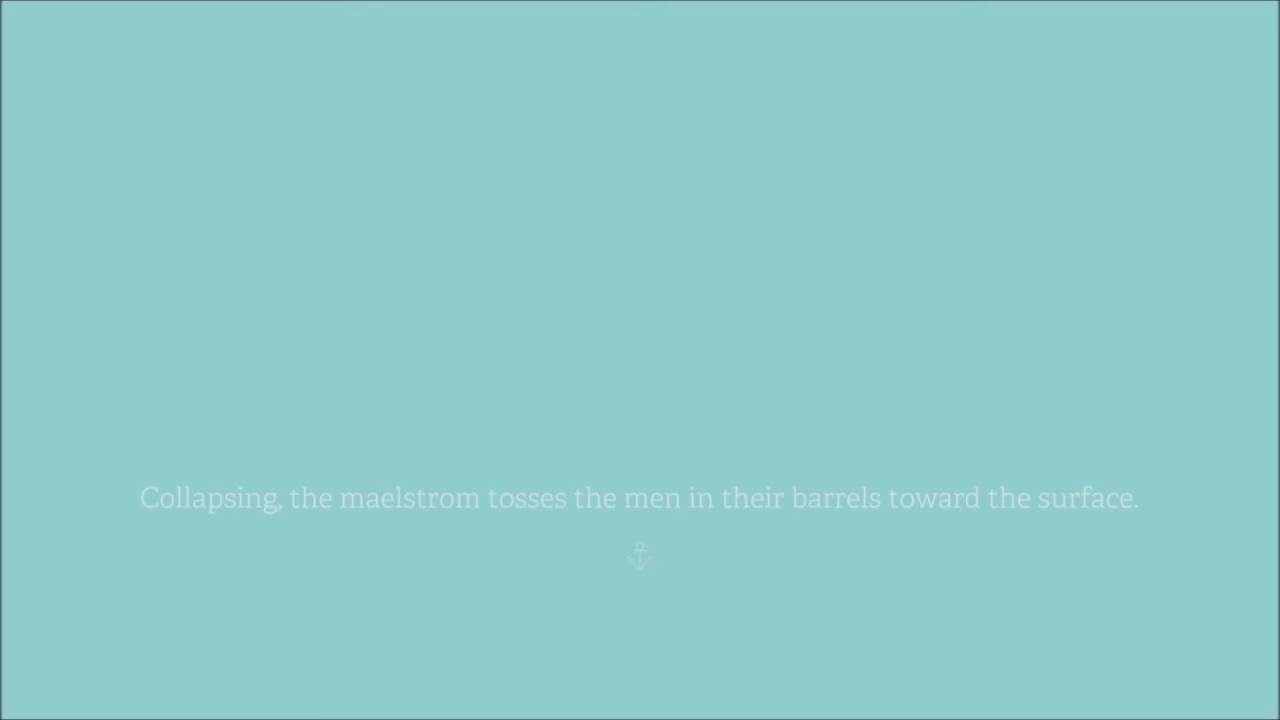 Collapsing, the maelstrom tosses the men in their barrels toward the surface.